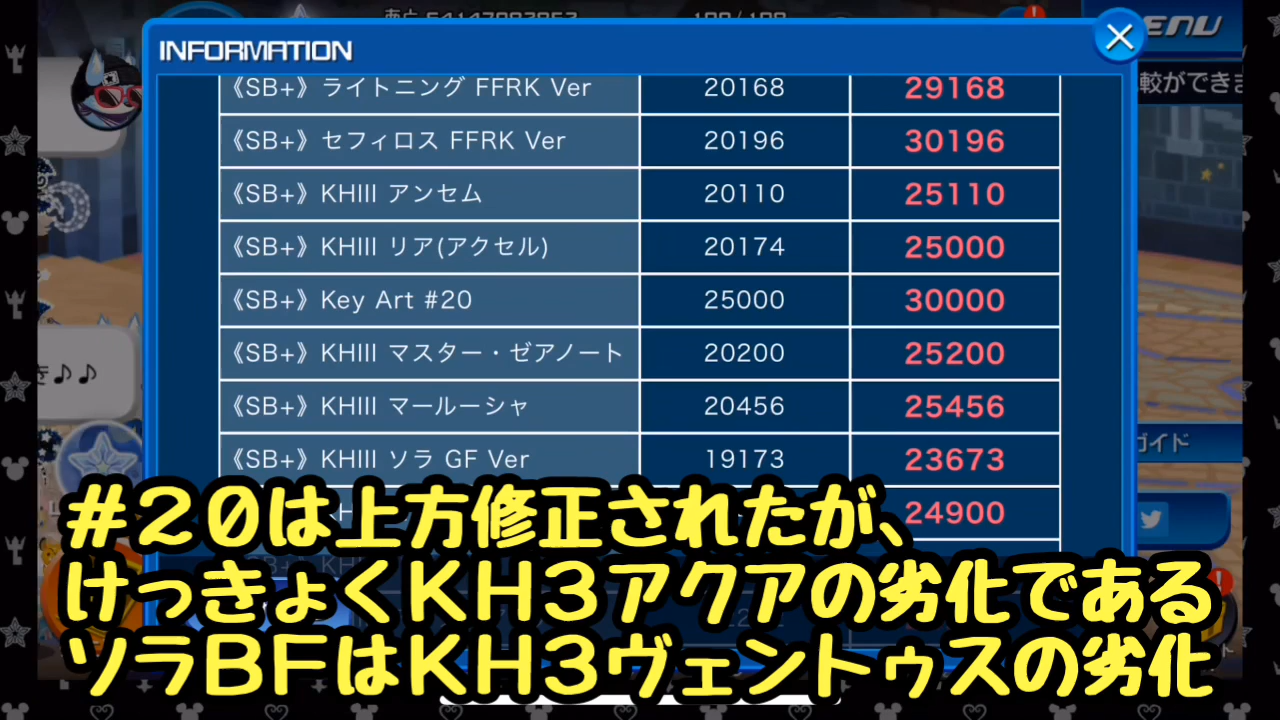 INFORMATION
ENU
較ができま
《SB+》ライトニング FFRK Ver 20168 29168
《SB+》セフィロス FFRK Ver 20196 30196
《SB+》KHIII アンセム 20110 25110
《SB+》KHIII リア(アクセル) 20174 25000
《SB+》Key Art #20 25000 30000
《SB+》KHIII マスター・ゼアノート 20200 25200
き♪♪
《SB+》KHIII マールーシャ 20456 25456
ガイド
《SB+》KHIII ソラ GF Ver 19173 23673
24900
#20は上方修正されたが、
けっきょくKH3アクアの劣化である
ソラBFはKH3ヴェントゥスの劣化